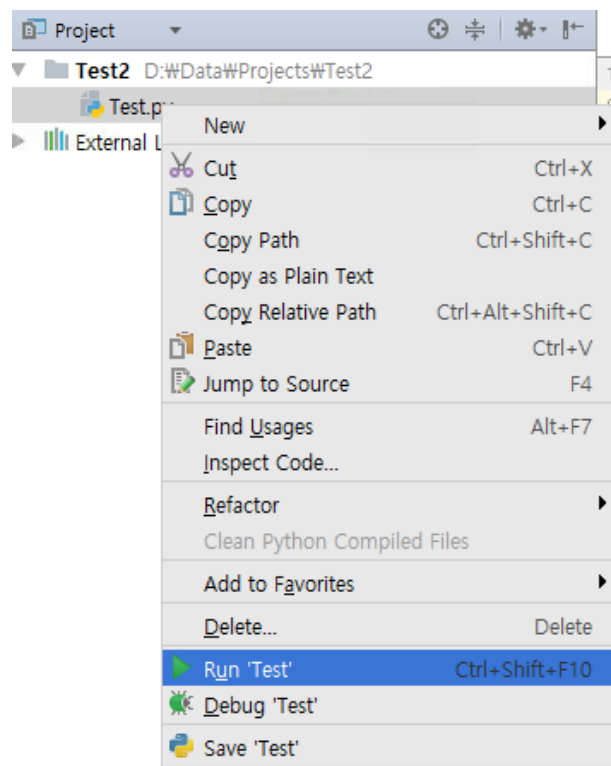 Project
Test2 D:₩Data₩Projects₩Test2
Test.py
External L
New
Cut Ctrl+X
Copy Ctrl+C
Copy Path Ctrl+Shift+C
Copy as Plain Text
Copy Relative Path Ctrl+Alt+Shift+C
Paste Ctrl+V
Jump to Source F4
Find Usages Alt+F7
Inspect Code...
Refactor
Clean Python Compiled Files
Add to Favorites
Delete... Delete
Run 'Test' Ctrl+Shift+F10
Debug 'Test'
Save 'Test'